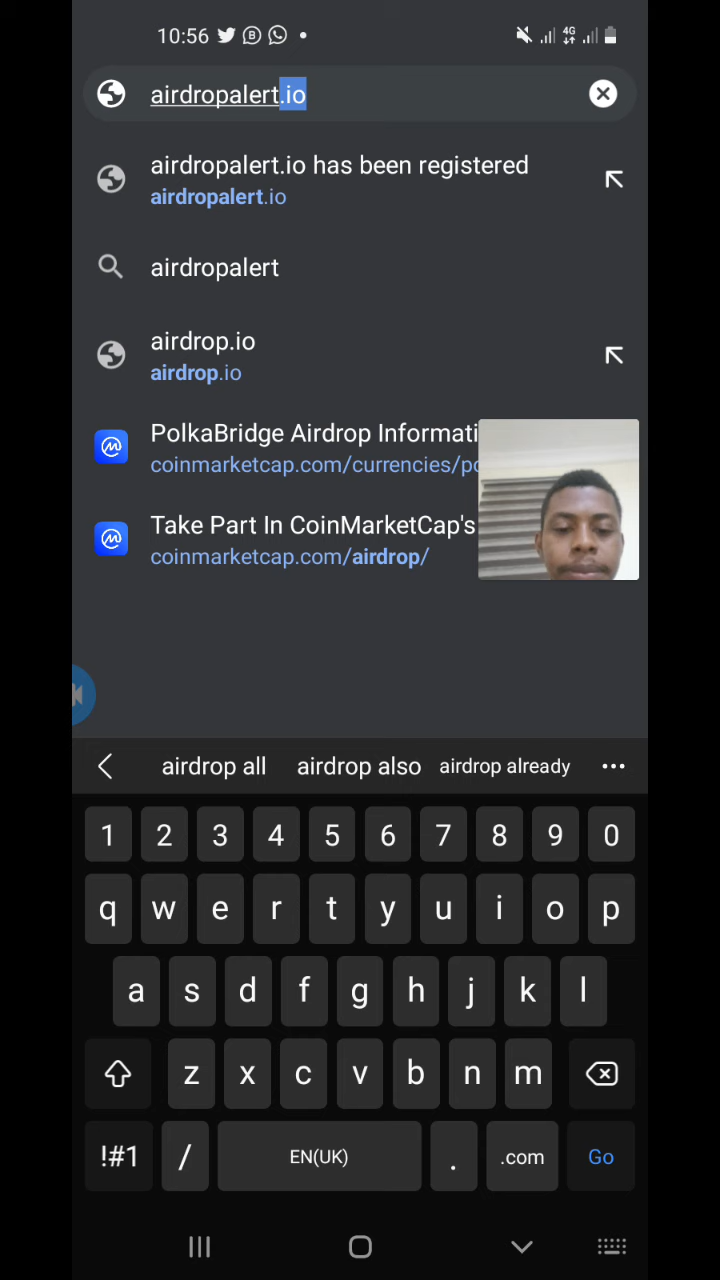 10:56
4G
airdropalert.io
airdropalert.io has been registered
airdropalert.io
airdropalert
airdrop.io
airdrop.io
PolkaBridge Airdrop Informati
coinmarketcap.com/currencies/po
Take Part In CoinMarketCap's
coinmarketcap.com/airdrop/
airdrop all airdrop also airdrop already
1 2 3 4 5 6 7 8 9 0
q w e r t y u i o p
a s d f g h j k l
z x c v b n m
!#1 / EN(UK) . .com Go